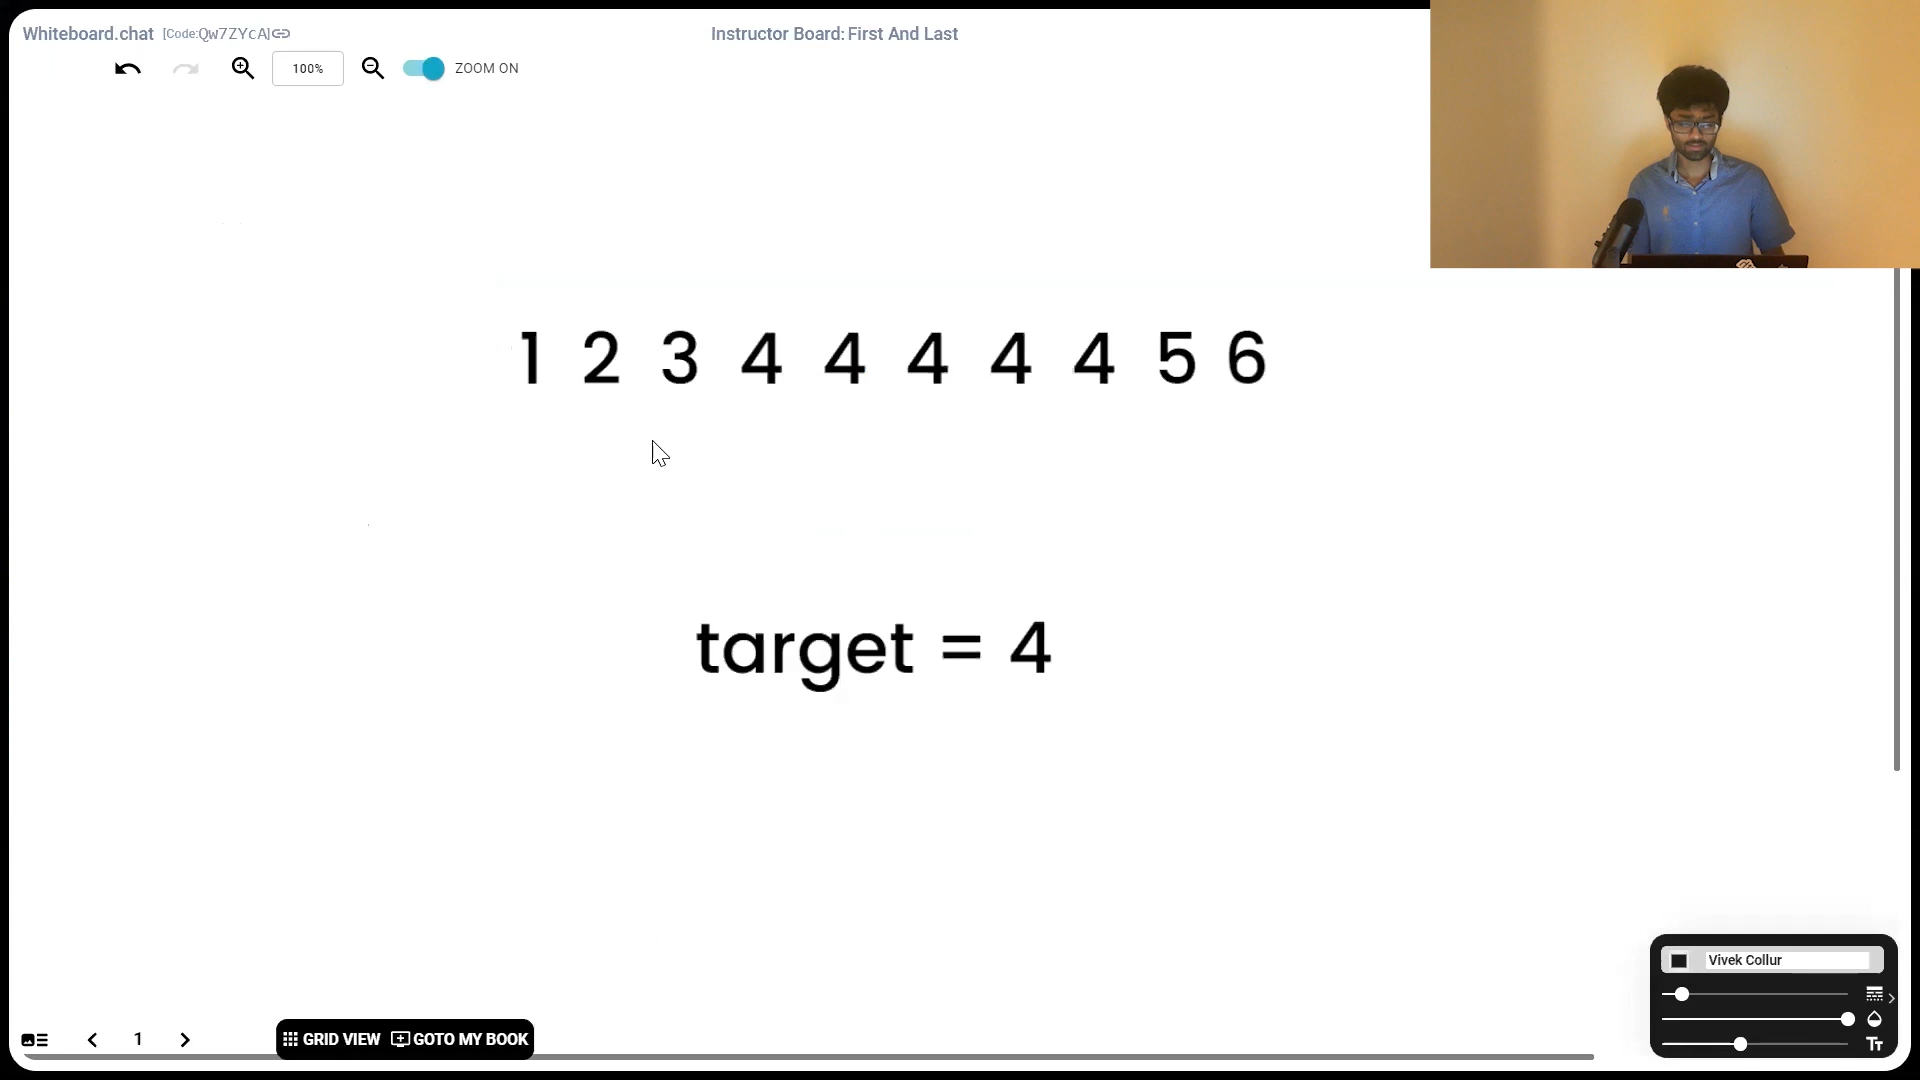 Whiteboard.chat [Code:Qw7ZYcA]
Instructor Board: First And Last
100% ZOOM ON
1 2 3 4 4 4 4 4 5 6
target = 4
Vivek Collur
1 GRID VIEW GOTO MY BOOK
TT